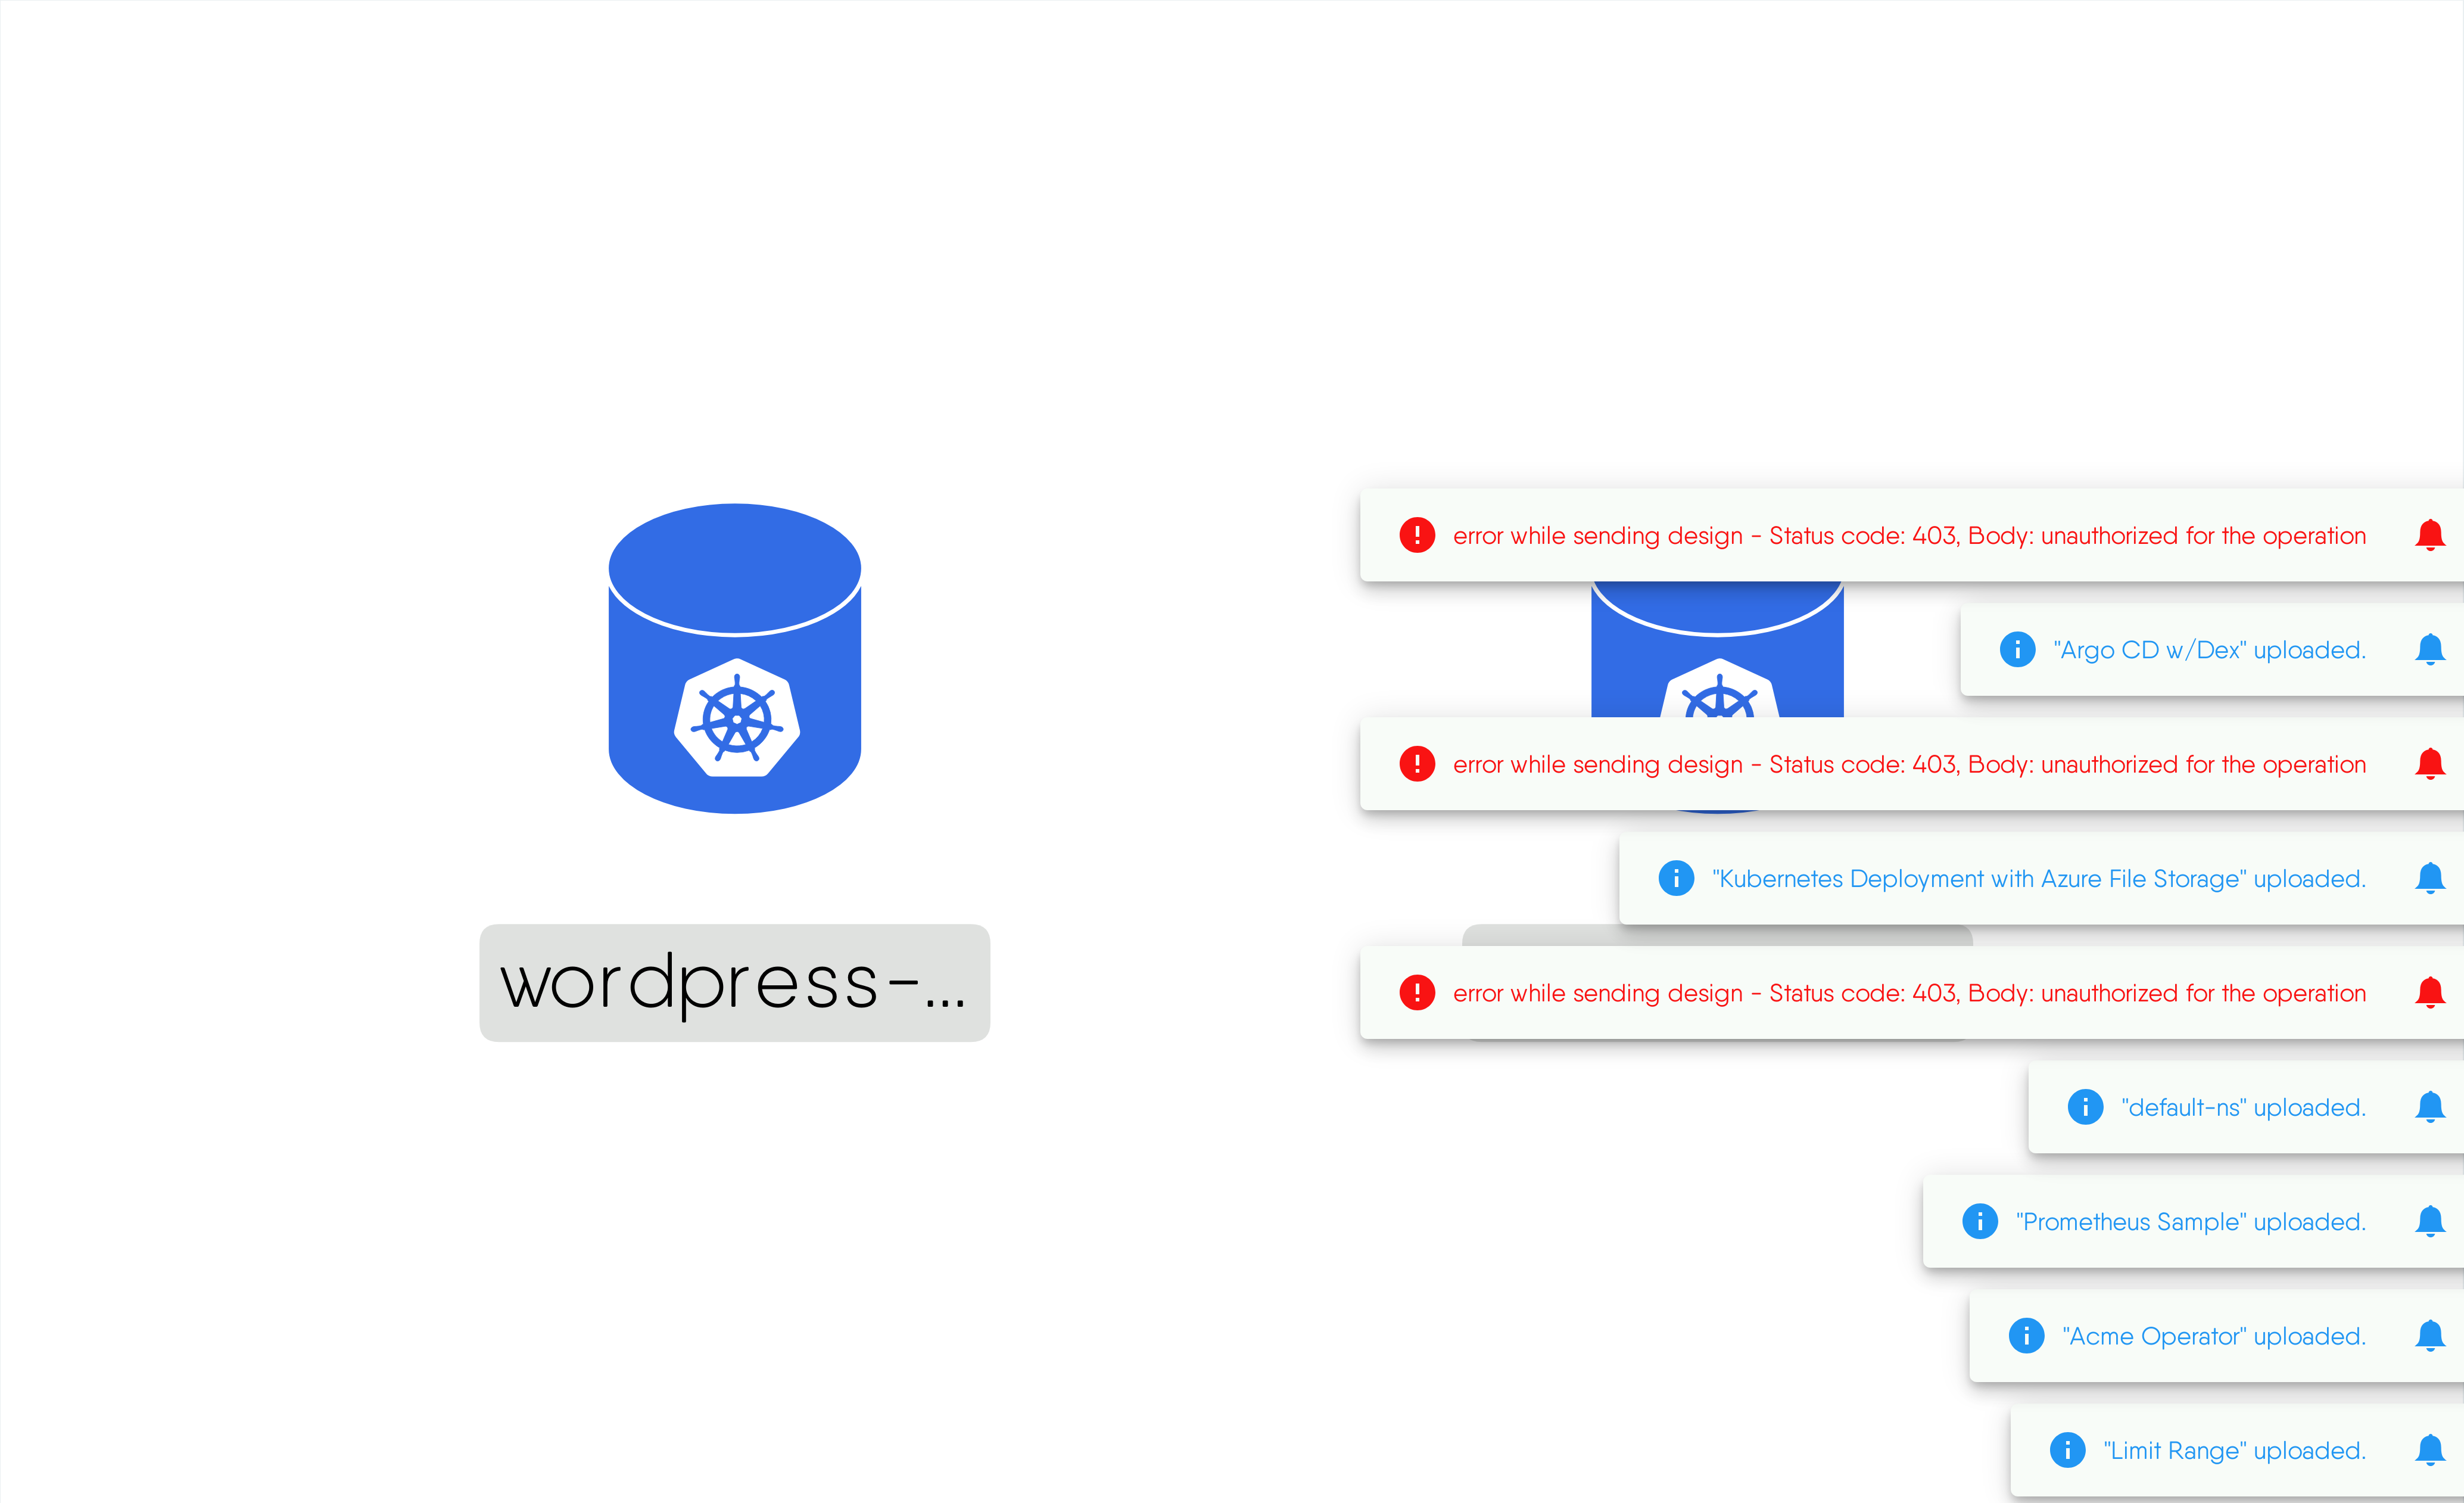 error while sending design - Status code: 403, Body: unauthorized for the operation
"Argo CD w/Dex" uploaded.
error while sending design - Status code: 403, Body: unauthorized for the operation
"Kubernetes Deployment with Azure File Storage" uploaded.
wordpress-...
error while sending design - Status code: 403, Body: unauthorized for the operation
"default-ns" uploaded.
"Prometheus Sample" uploaded.
"Acme Operator" uploaded.
"Limit Range" uploaded.